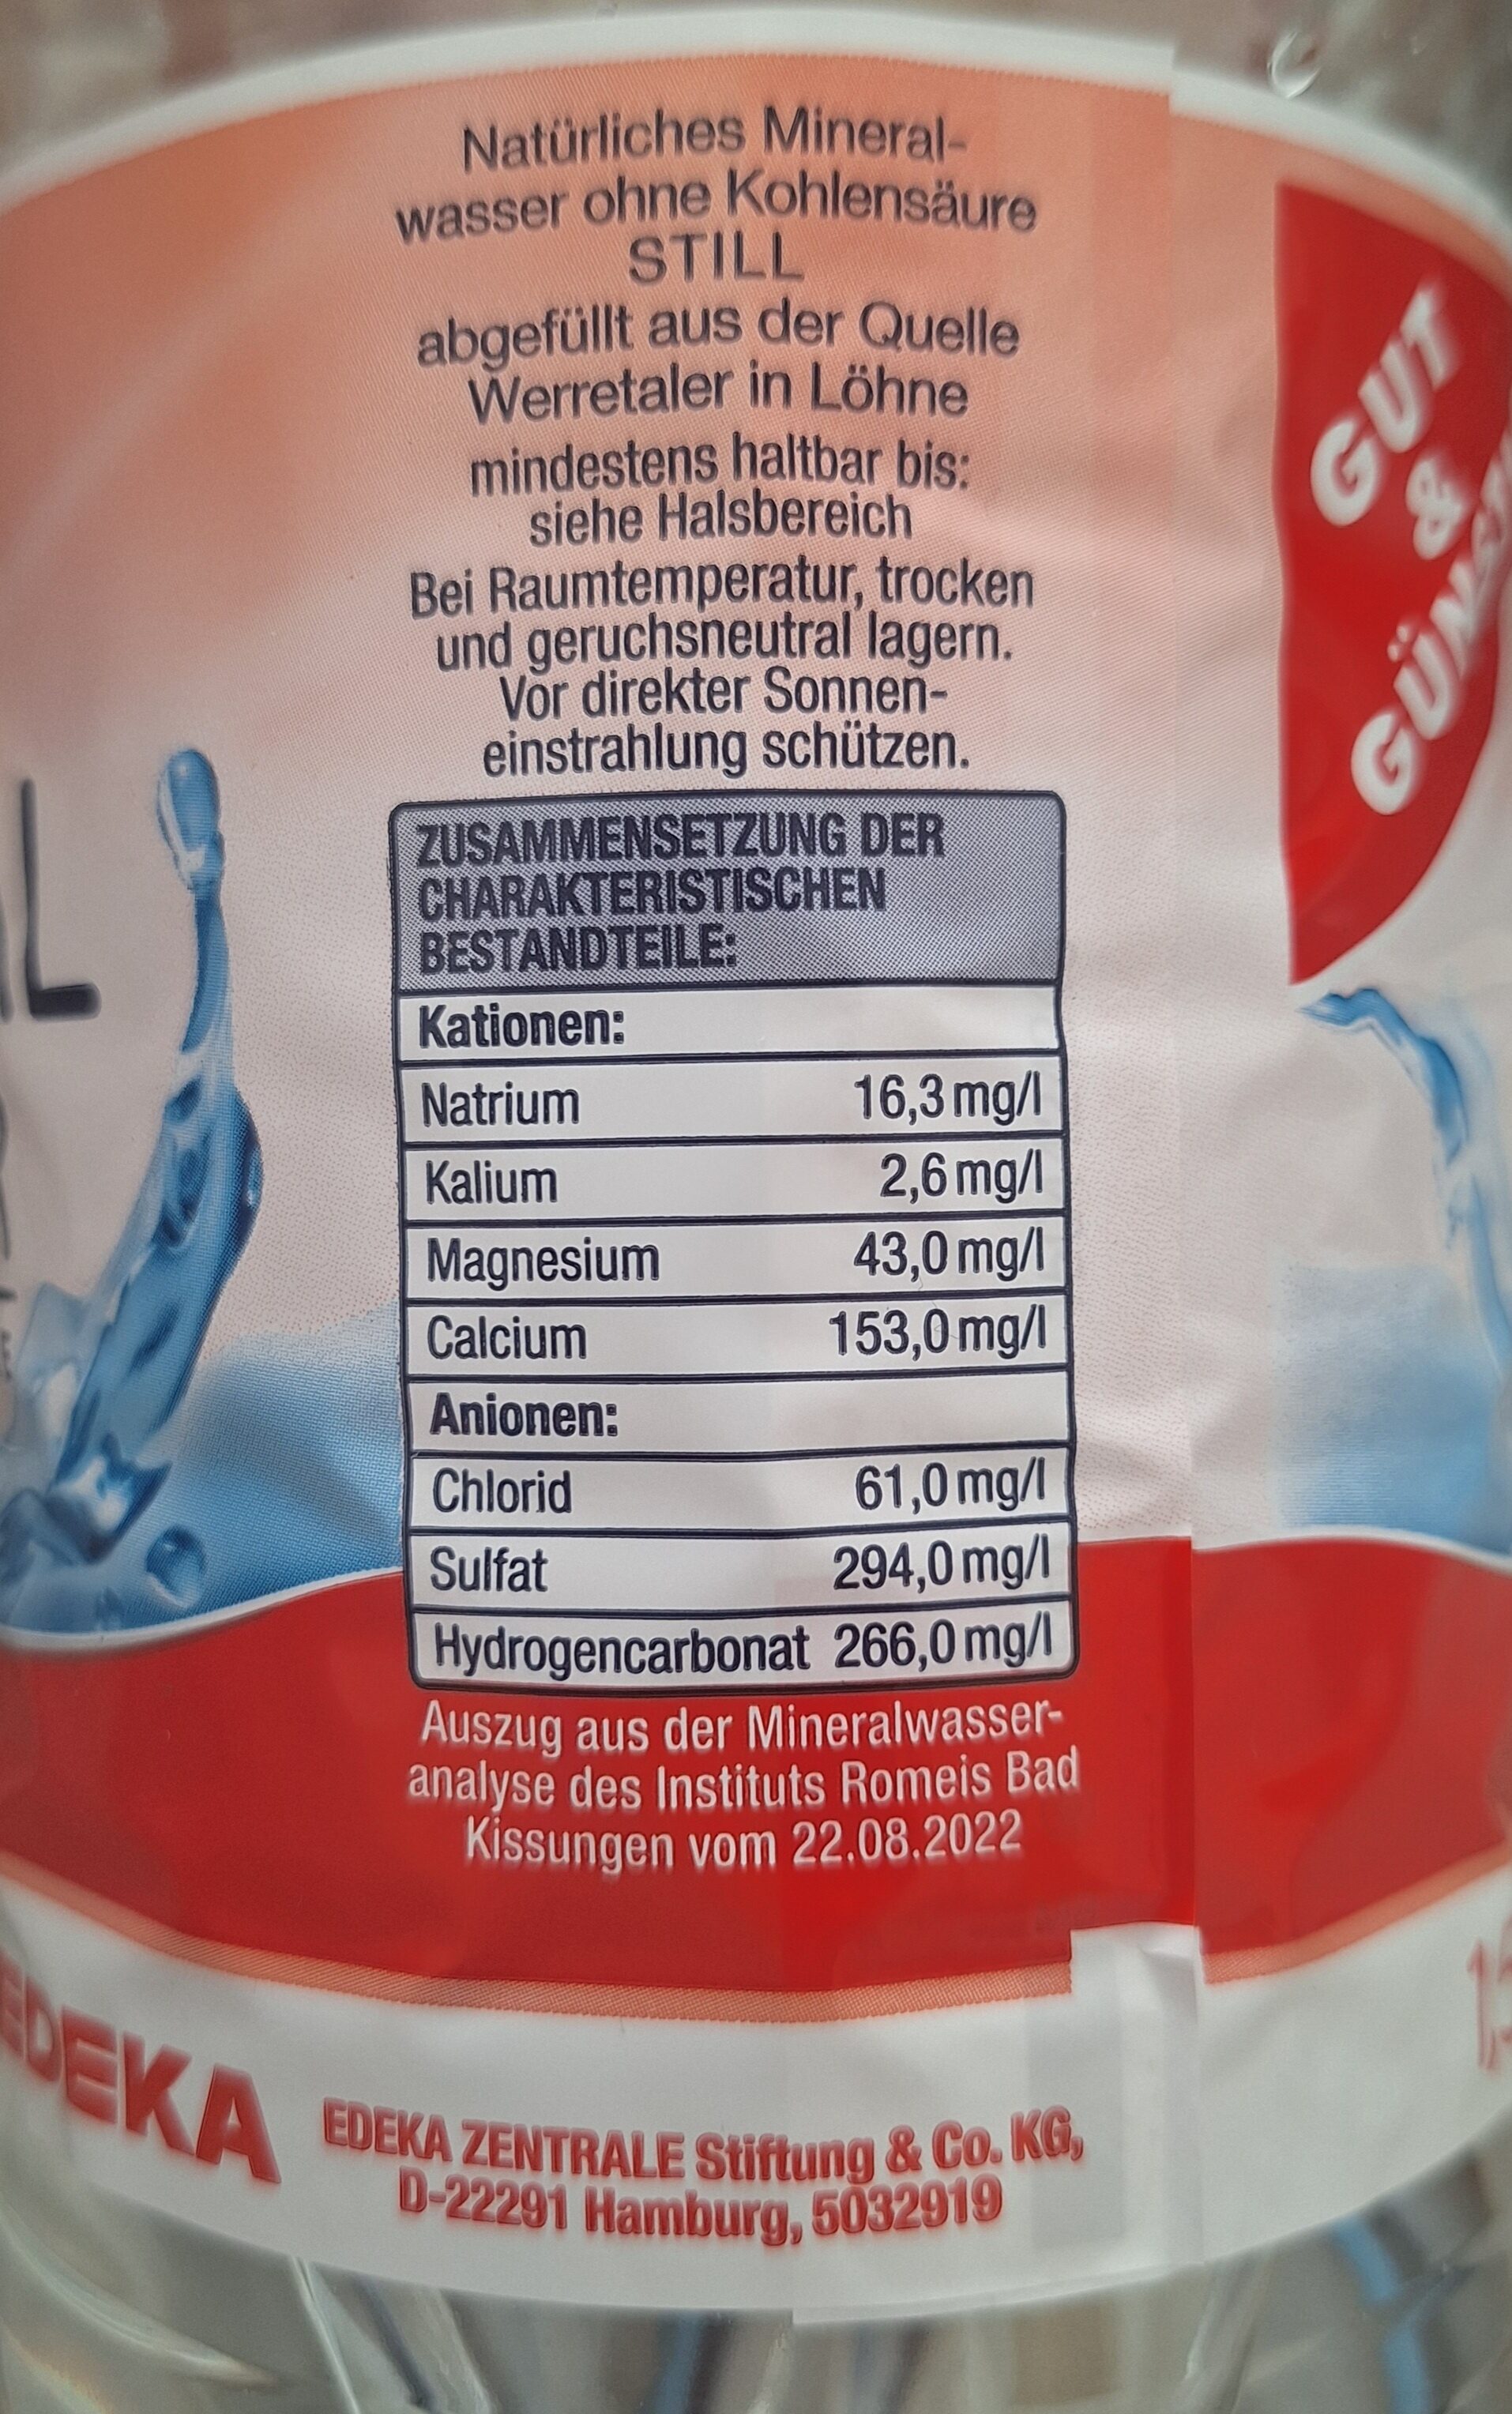 Natürliches Mineral-
wasser ohne Kohlensäure
STILL
abgefüllt aus der Quelle
Werretaler in Löhne
mindestens haltbar bis:
siehe Halsbereich
Bei Raumtemperatur, trocken
und geruchsneutral lagern.
Vor direkter Sonnen-
einstrahlung schützen.
ZUSAMMENSETZUNG DER
CHARAKTERISTISCHEN
BESTANDTEILE:
Kationen:
Natrium 16,3 mg/l
Kalium 2,6 mg/l
Magnesium 43,0 mg/l
Calcium 153,0 mg/l
Anionen:
Chlorid 61,0 mg/l
Sulfat 294,0 mg/l
Hydrogencarbonat 266,0 mg/l
Auszug aus der Mineralwasser-
analyse des Instituts Romeis Bad
Kissungen vom 22.08.2022
EDEKA
EDEKA ZENTRALE Stiftung & Co. KG,
D-22291 Hamburg, 5032919
GUT
&